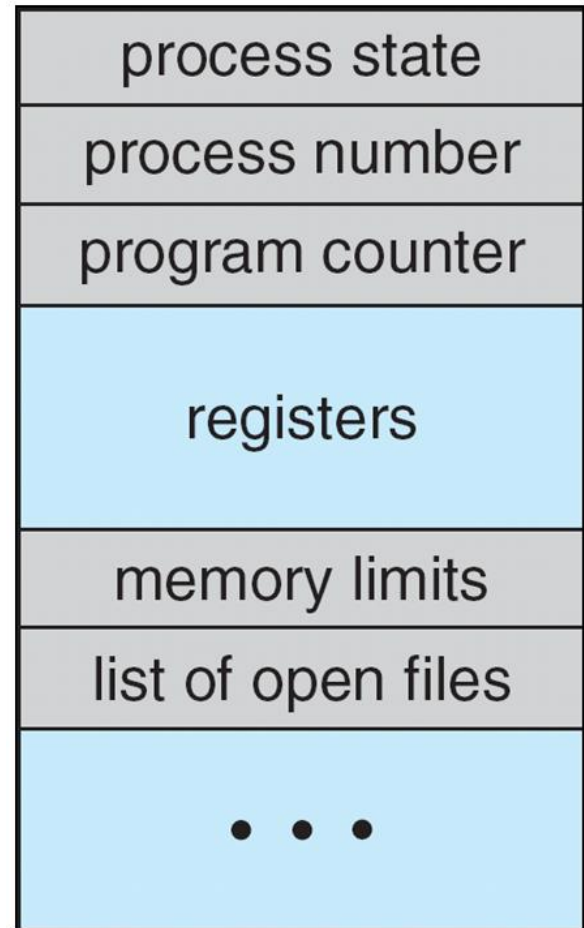 process state
process number
program counter
registers
memory limits
list of open files
• • •